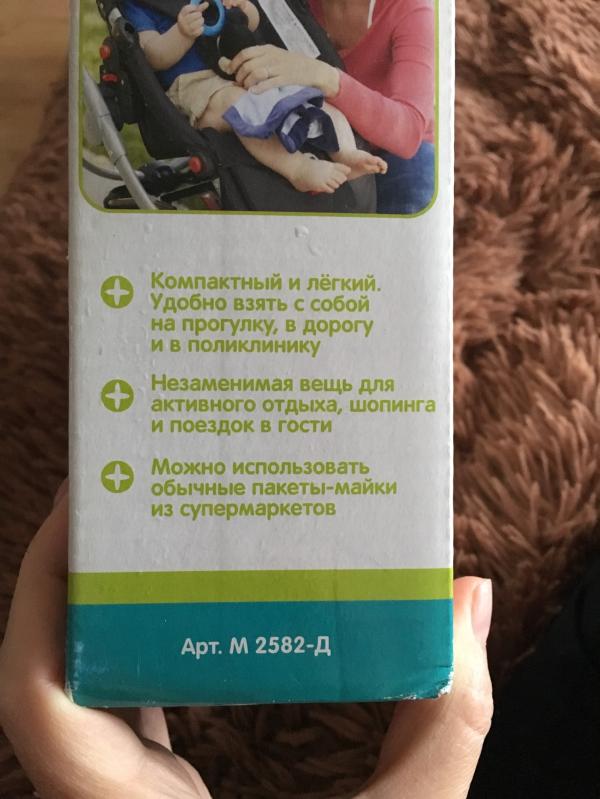 Компактный и лёгкий.
Удобно взять с собой
на прогулку, в дорогу
и в поликлинику
Незаменимая вещь для
активного отдыха, шопинга
и поездок в гости
Можно использовать
обычные пакеты-майки
из супермаркетов
Арт. М 2582-Д